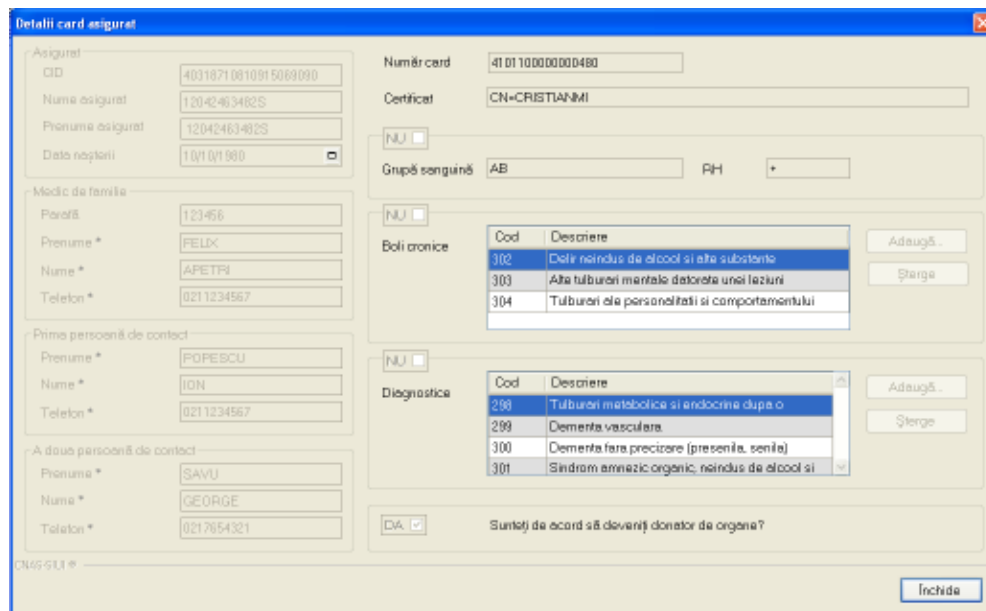 Detalii card asigurat
Asigurat
CID 40318710810915069090
Nume asigurat 12042463482S
Prenume asigurat 12042463482S
Data nașterii 10/10/1980
Medic de familie
Parafă 123456
Prenume * FELIX
Nume * APETRI
Telefon * 0211234567
Prima persoană de contact
Prenume * POPESCU
Nume * ION
Telefon * 0211234567
A doua persoană de contact
Prenume * SAVU
Nume * GEORGE
Telefon * 0217654321
CNAS-SIUI ©
Număr card 4101100000000480
Certificat CN=CRISTIANMI
NU
Grupă sanguină AB RH +
NU
Boli cronice
Cod Descriere
302 Delir neindus de alcool si alte substante
303 Alte tulburari mentale datorate unei leziuni
304 Tulburari ale personalitatii si comportamentului
Adaugă..
Șterge
NU
Diagnostice
Cod Descriere
298 Tulburari metabolice si endocrine dupa o
299 Dementa vasculara
300 Dementa fara precizare (presenila, senila)
301 Sindrom amnezic organic, neindus de alcool si
Adaugă..
Șterge
DA Sunteți de acord să deveniți donator de organe?
Închide